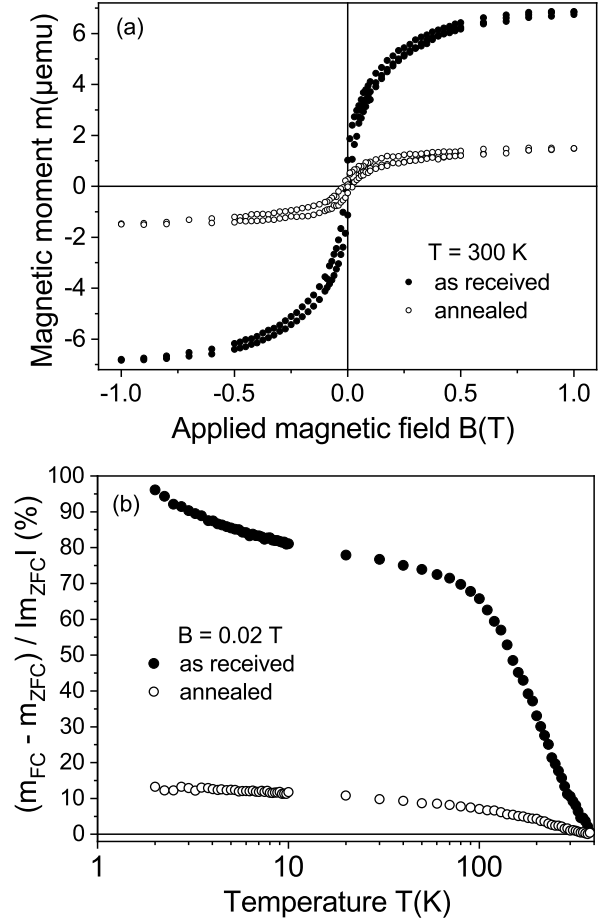 (a)
Magnetic moment m(μemu)
6
4
2
0
-2
-4
-6
T = 300 K
as received
annealed
-1.0
-0.5
0.0
0.5
1.0
Applied magnetic field B(T)
(b)
(m_FC - m_ZFC) / Im_ZFCI (%)
100
90
80
70
60
50
40
30
20
10
0
B = 0.02 T
as received
annealed
1
10
100
Temperature T(K)